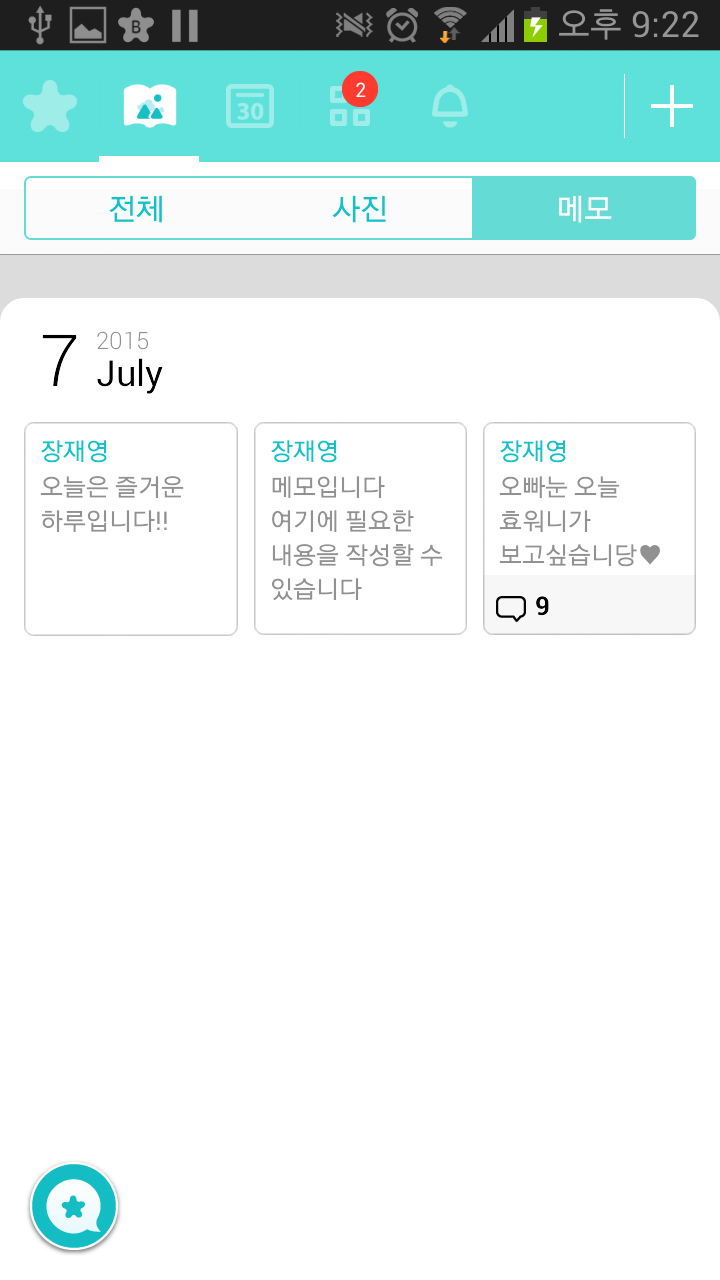 오후 9:22
30
2
전체 사진 메모
7 2015
July
장재영
오늘은 즐거운
하루입니다!!
장재영
메모입니다
여기에 필요한
내용을 작성할 수
있습니다
장재영
오빠눈 오늘
효워니가
보고싶습니당♥
9